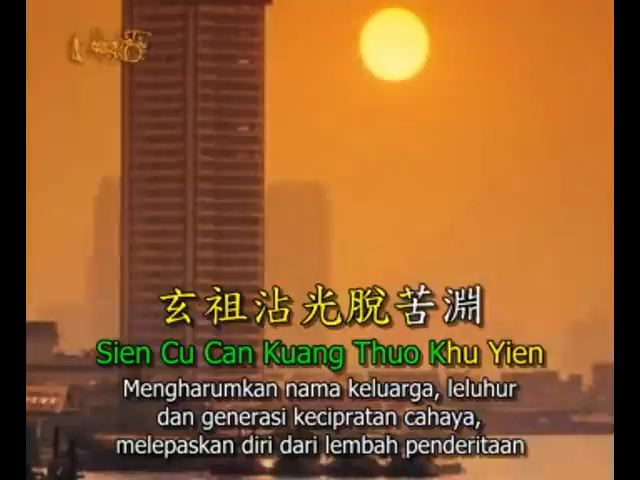 玄祖沾光脫苦淵
Sien Cu Can Kuang Thuo Khu Yien
Mengharumkan nama keluarga, leluhur
dan generasi kecipratan cahaya,
melepaskan diri dari lembah penderitaan